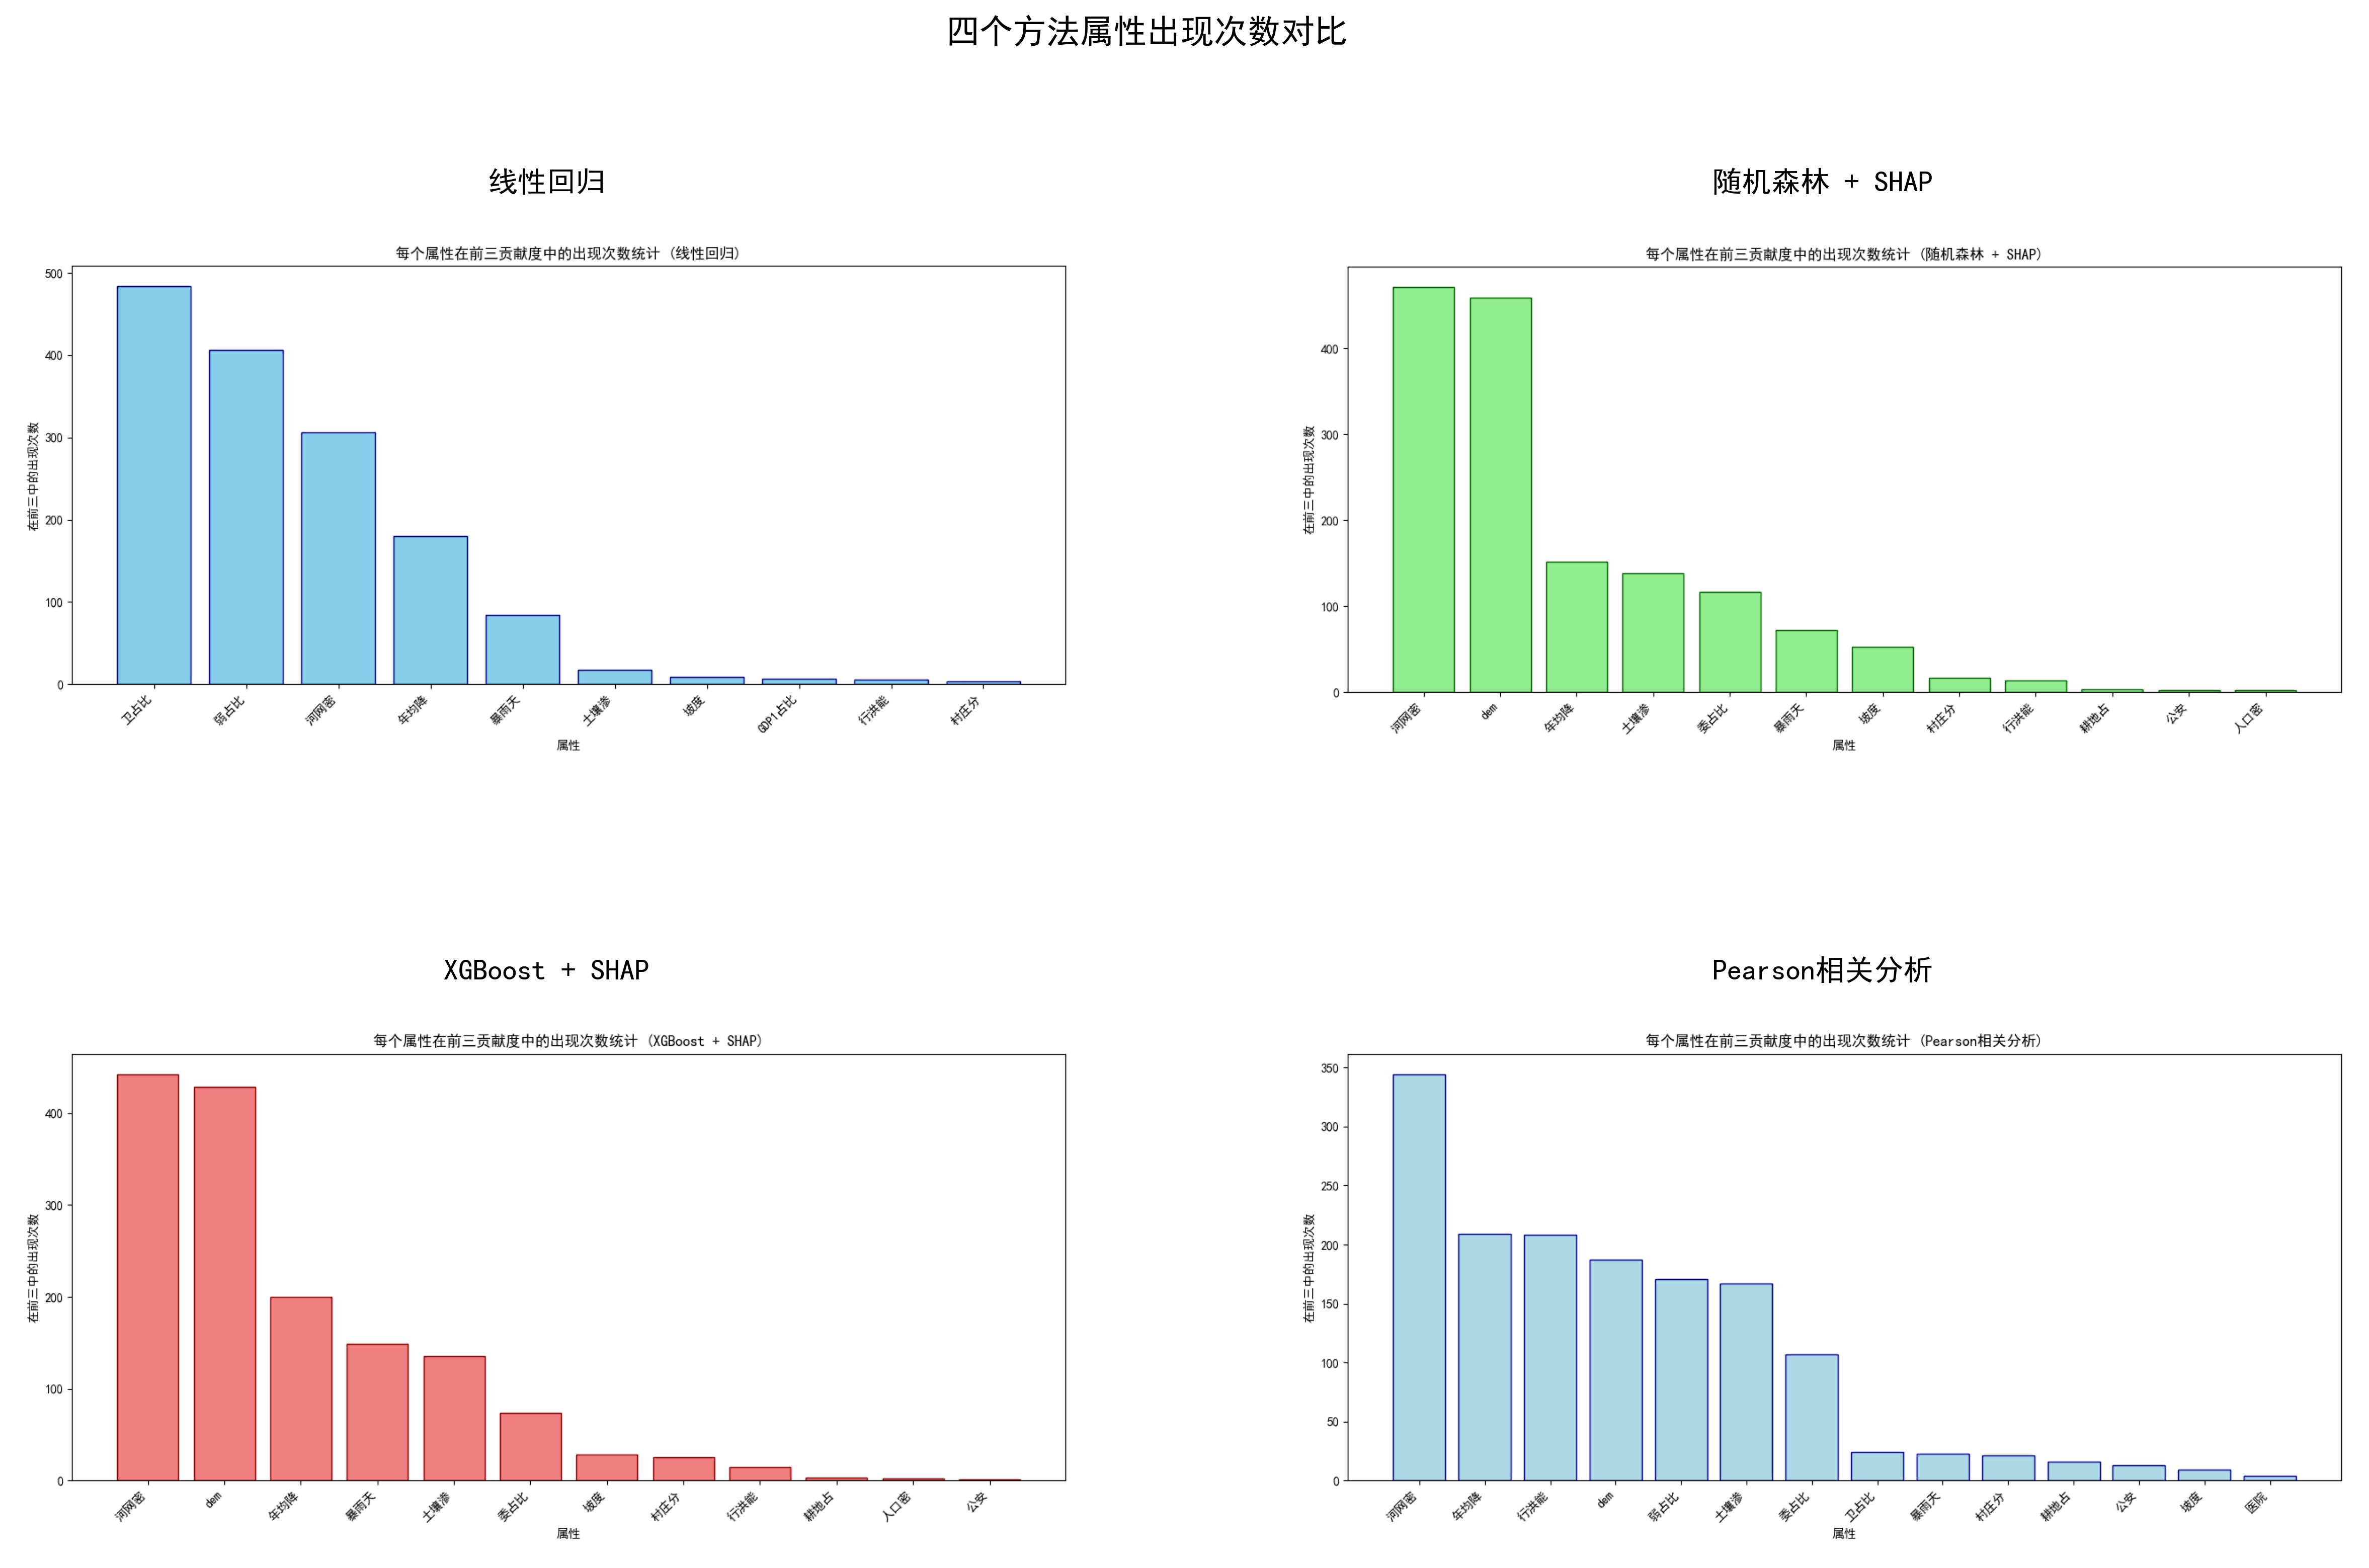 四个方法属性出现次数对比
线性回归
每个属性在前三贡献度中的出现次数统计 (线性回归)
在前三中的出现次数
500
400
300
200
100
0
卫占比
弱占比
河网密
年均降
暴雨天
土壤渗
坡度
GDP1占比
行洪能
村庄分
属性
随机森林 + SHAP
每个属性在前三贡献度中的出现次数统计 (随机森林 + SHAP)
在前三中的出现次数
400
300
200
100
0
河网密
dem
年均降
土壤渗
委占比
暴雨天
坡度
村庄分
行洪能
耕地占
公安
人口密
属性
XGBoost + SHAP
每个属性在前三贡献度中的出现次数统计 (XGBoost + SHAP)
在前三中的出现次数
400
300
200
100
0
河网密
dem
年均降
暴雨天
土壤渗
委占比
坡度
村庄分
行洪能
耕地占
人口密
公安
属性
Pearson相关分析
每个属性在前三贡献度中的出现次数统计 (Pearson相关分析)
在前三中的出现次数
350
300
250
200
150
100
50
0
河网密
年均降
行洪能
dem
弱占比
土壤渗
委占比
卫占比
暴雨天
村庄分
耕地占
公安
坡度
医院
属性